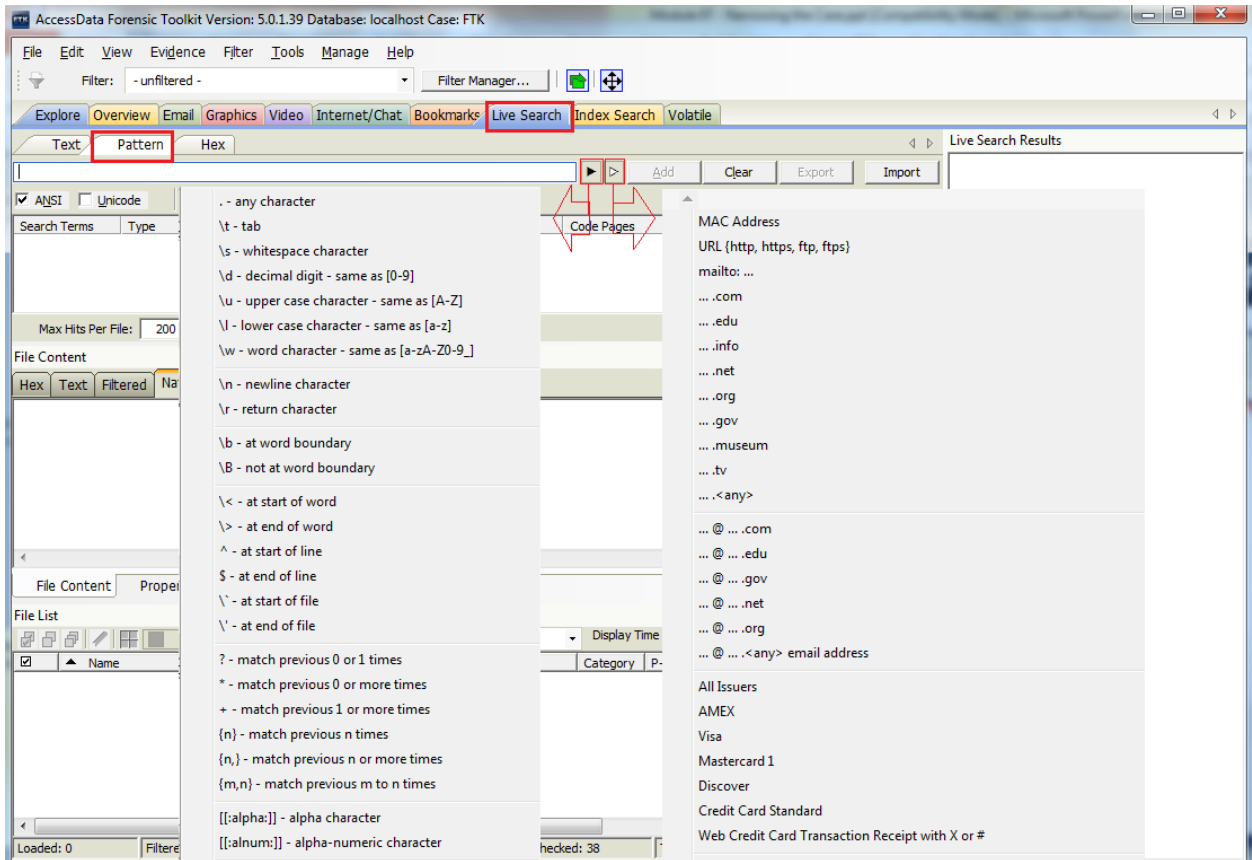 AccessData Forensic Toolkit Version: 5.0.1.39 Database: localhost Case: FTK
File Edit View Evidence Filter Tools Manage Help
Filter: - unfiltered - Filter Manager...
Explore Overview Email Graphics Video Internet/Chat Bookmarks Live Search Index Search Volatile
Text Pattern Hex
Live Search Results
Add Clear Export Import
ANSI Unicode
Search Terms Type Code Pages
Max Hits Per File: 200
File Content
Hex Text Filtered Na
File Content Proper
File List
Display Time
Name Category P-
Loaded: 0 Filtere hecked: 38
. - any character
\t - tab
\s - whitespace character
\d - decimal digit - same as [0-9]
\u - upper case character - same as [A-Z]
\l - lower case character - same as [a-z]
\w - word character - same as [a-zA-Z0-9_]
\n - newline character
\r - return character
\b - at word boundary
\B - not at word boundary
\< - at start of word
\> - at end of word
^ - at start of line
$ - at end of line
\` - at start of file
\' - at end of file
? - match previous 0 or 1 times
* - match previous 0 or more times
+ - match previous 1 or more times
{n} - match previous n times
{n,} - match previous n or more times
{m,n} - match previous m to n times
[[:alpha:]] - alpha character
[[:alnum:]] - alpha-numeric character
MAC Address
URL {http, https, ftp, ftps}
mailto: ...
... .com
... .edu
... .info
... .net
... .org
... .gov
... .museum
... .tv
... .<any>
... @ ... .com
... @ ... .edu
... @ ... .gov
... @ ... .net
... @ ... .org
... @ ... .<any> email address
All Issuers
AMEX
Visa
Mastercard 1
Discover
Credit Card Standard
Web Credit Card Transaction Receipt with X or #